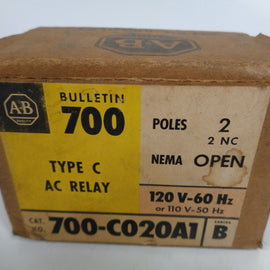 A-B
A-B
BULLETIN
700
POLES 2
2 NC
TYPE C
AC RELAY
NEMA OPEN
120 V-60 Hz
or 110 V-50 Hz
CAT. NO. 700-C020A1
SERIES B